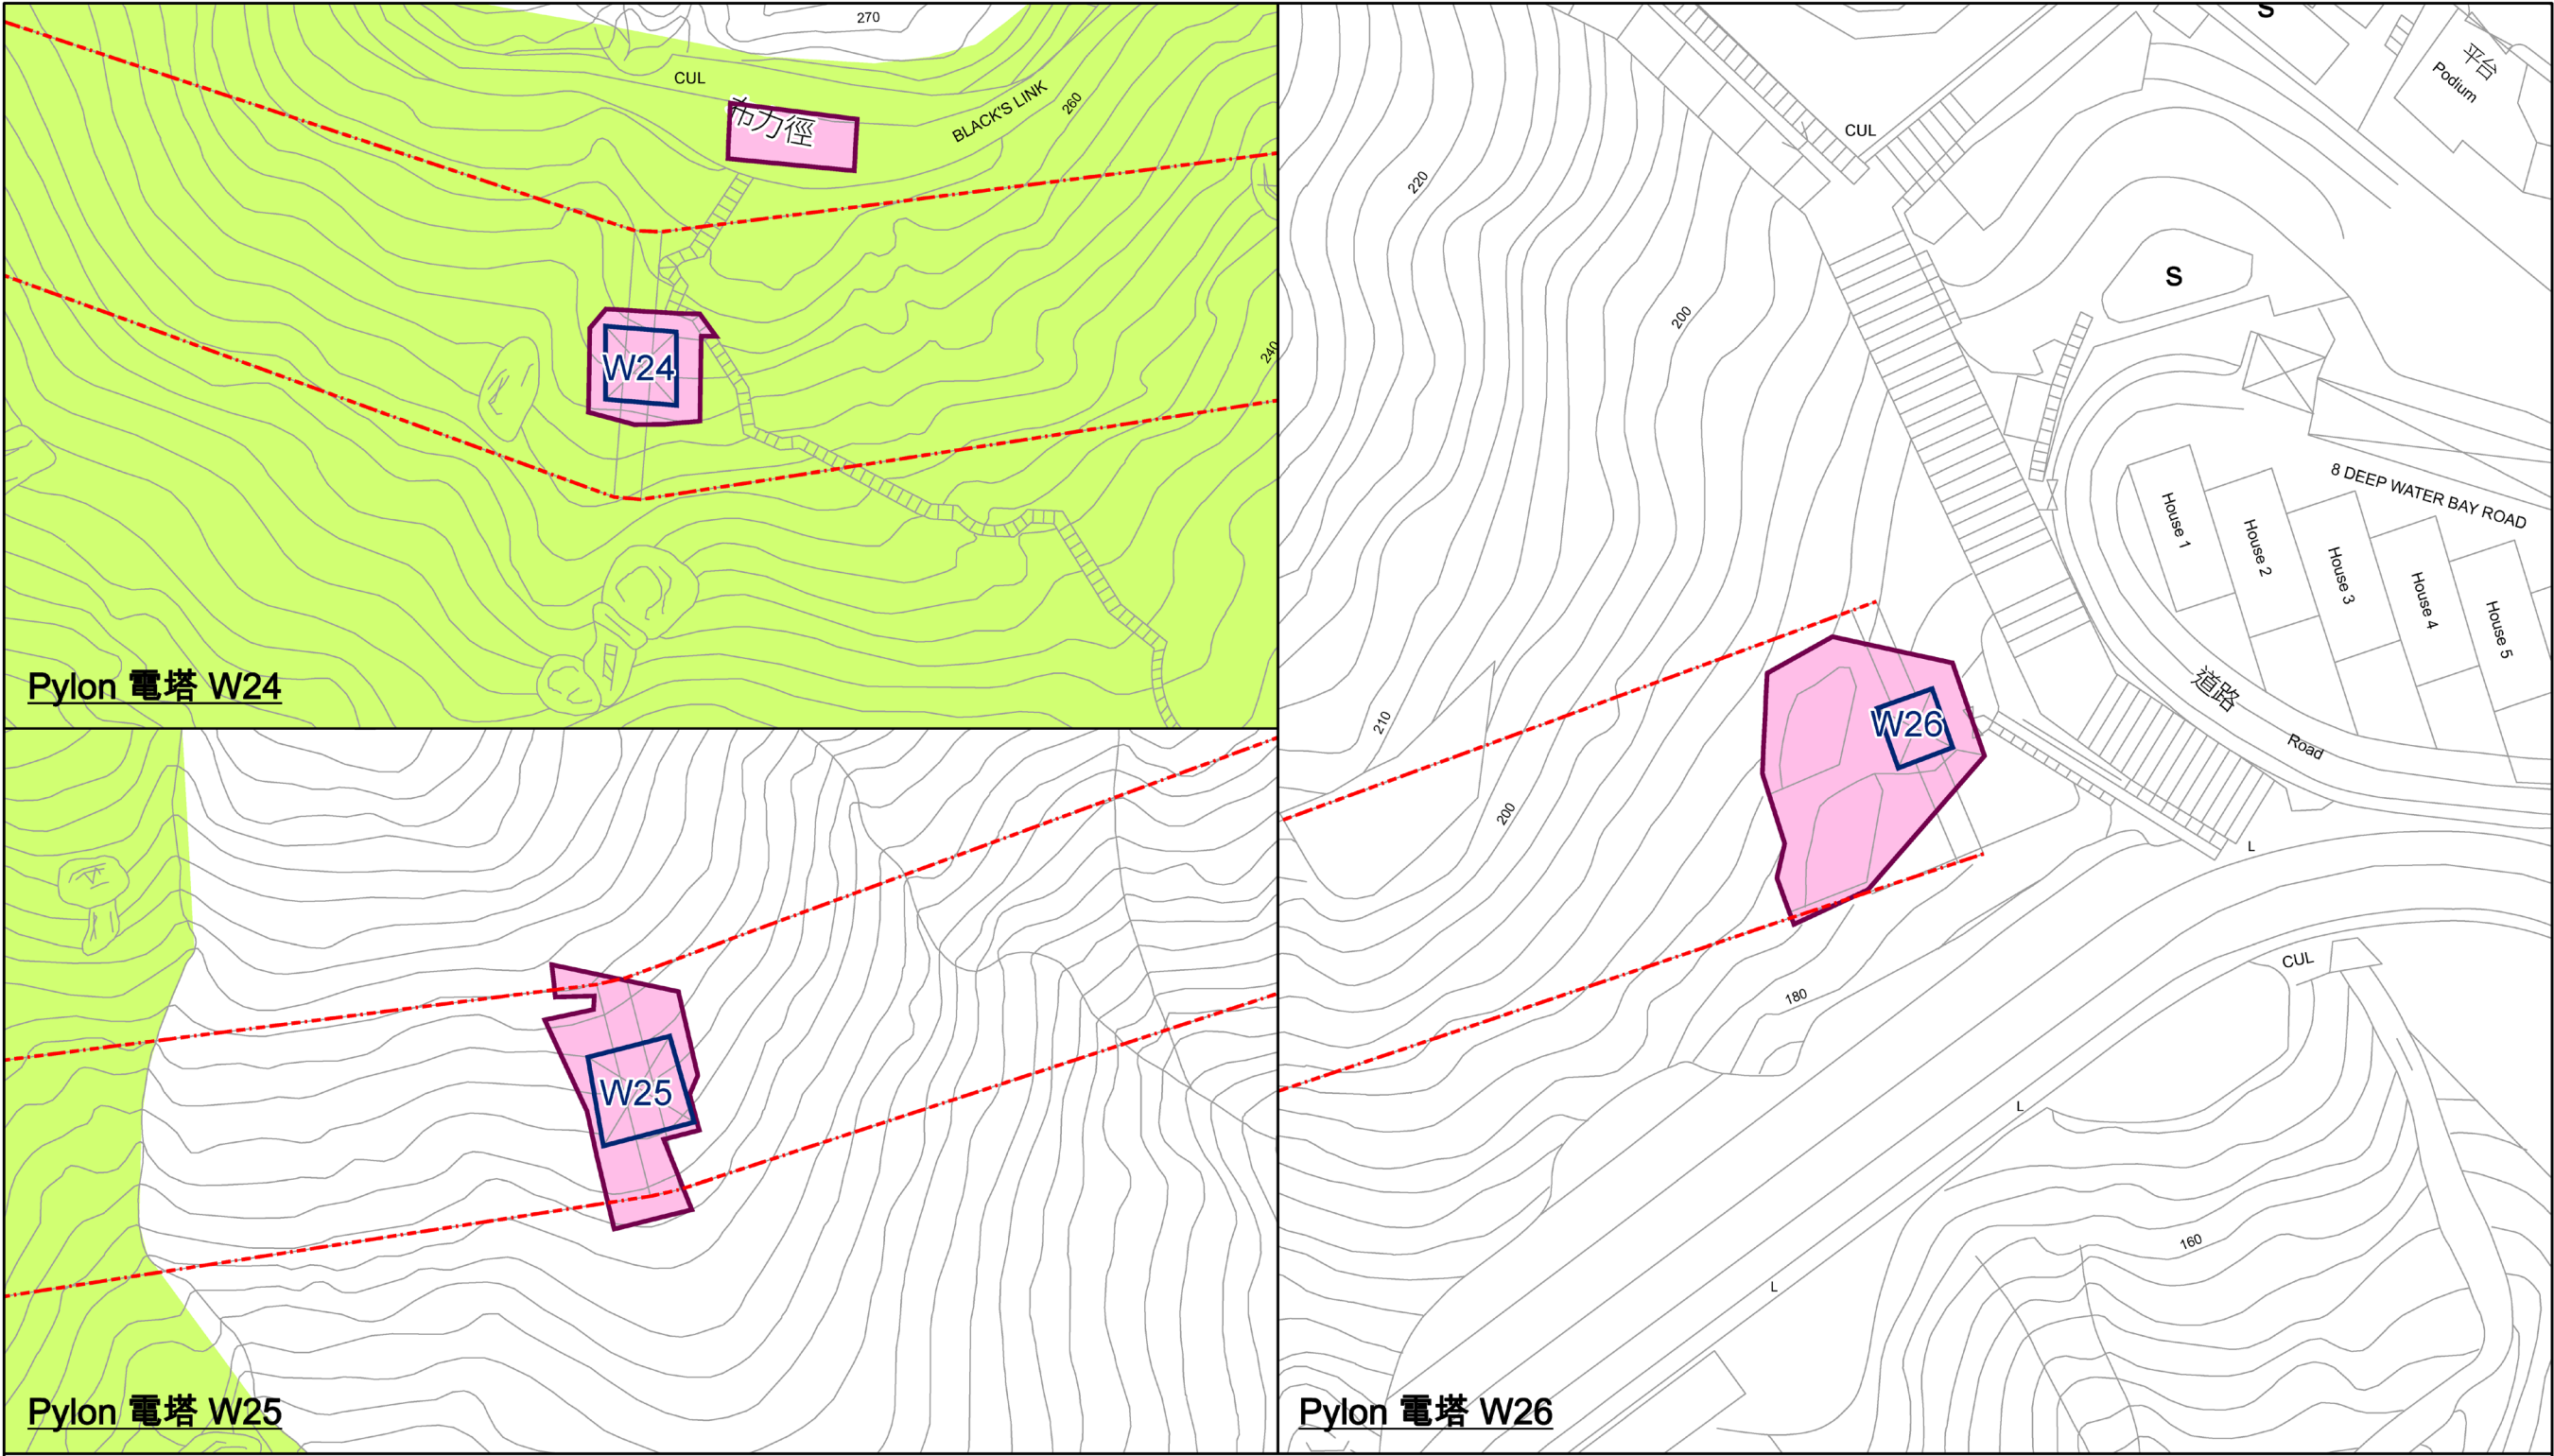 270
CUL
布力徑
BLACK'S LINK
260
240
W24
Pylon 電塔 W24
W25
Pylon 電塔 W25
S
平台
Podium
CUL
220
200
S
8 DEEP WATER BAY ROAD
House 1
House 2
House 3
House 4
House 5
道路
Road
W26
210
200
L
CUL
180
L
160
L
Pylon 電塔 W26